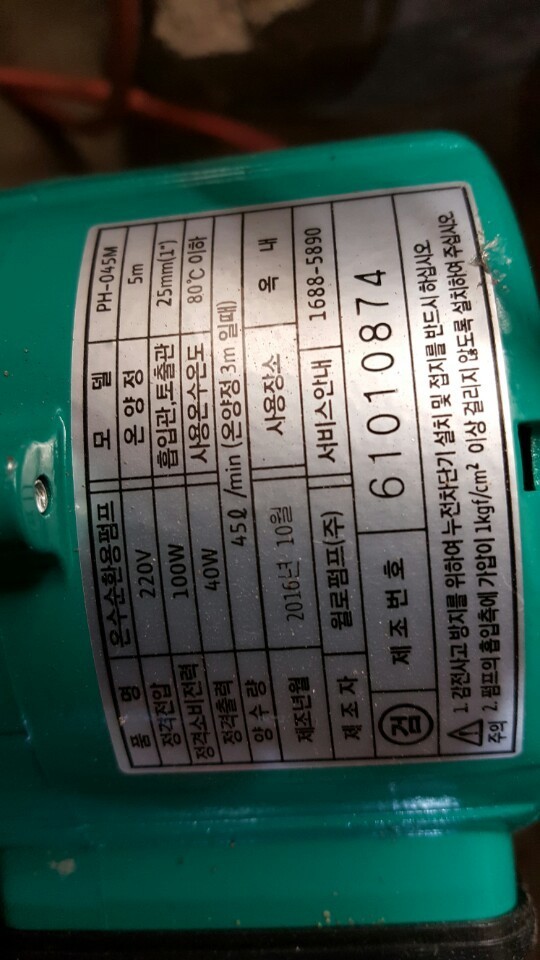 품 명 온수순환용펌프 모 델 PH-045M
정격전압 220V 온 양 정 5m
정격소비전력 100W 흡입관,토출관 25mm(1")
정격출력 40W 사용온수온도 80℃ 이하
양 수 량 45ℓ/min (온양정 3m 일때)
제조년월 2016년 10월 사용장소 옥 내
제 조 자 윌로펌프(주) 서비스안내 1688-5890
검 제 조 번 호 61010874
주의 1. 감전사고 방지를 위하여 누전차단기 설치 및 접지를 반드시 하십시오
2. 펌프의 흡입측에 가압이 1kgf/cm² 이상 걸리지 않도록 설치하여 주십시오